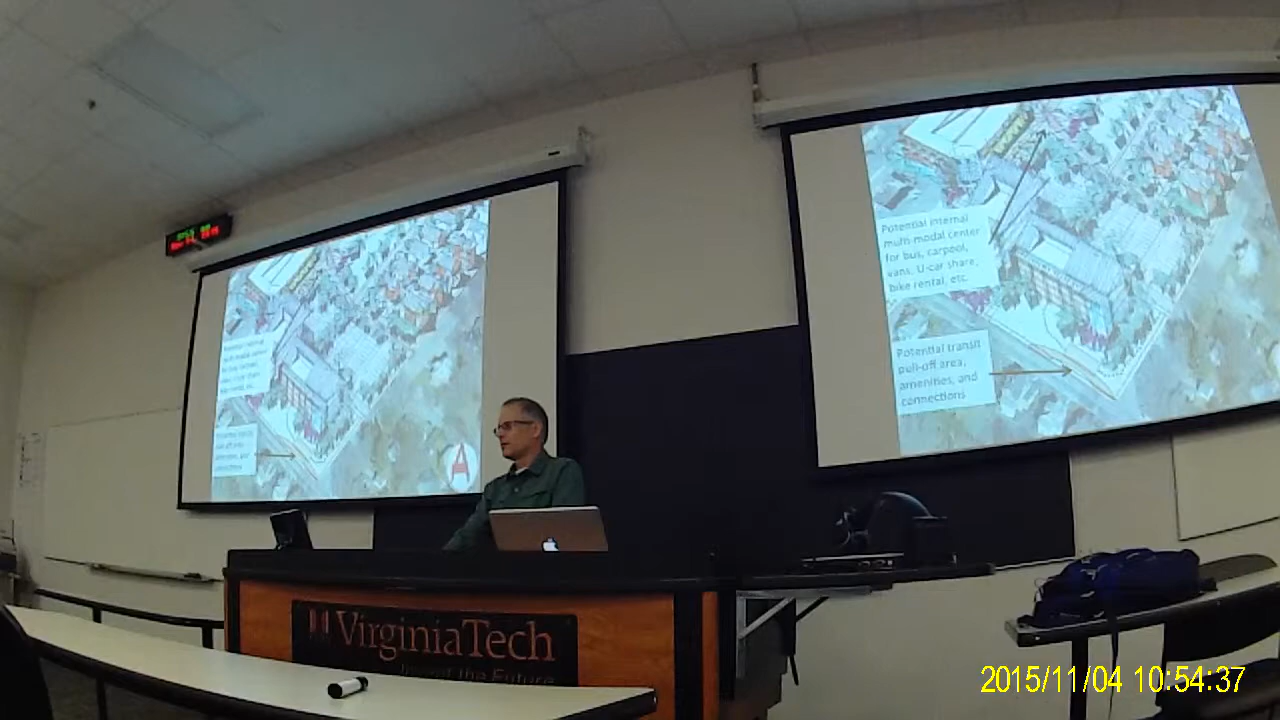 Potential internal
multi-modal center
for bus, carpool,
vans, U-car share,
bike rental, etc.
Potential transit
pull-off area,
amenities, and
connections
A
VirginiaTech
Invent the Future
2015/11/04 10:54:37